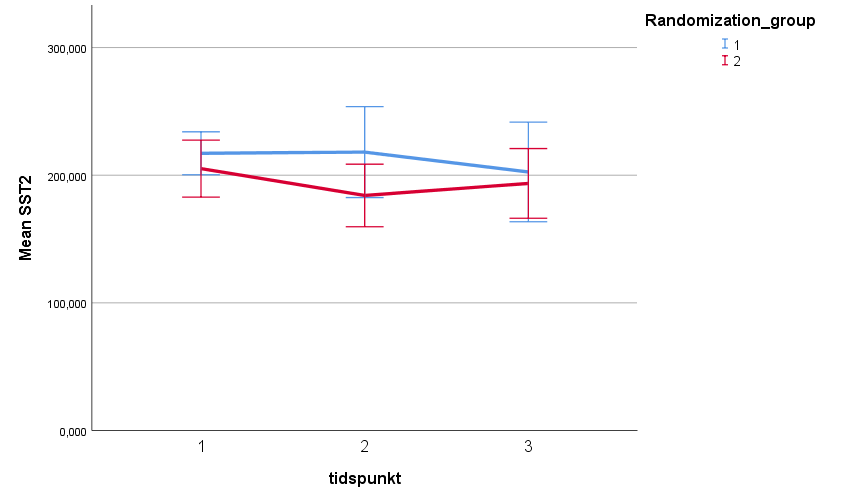 Randomization_group
1
2
300,000
200,000
100,000
0,000
Mean SST2
1 2 3
tidspunkt